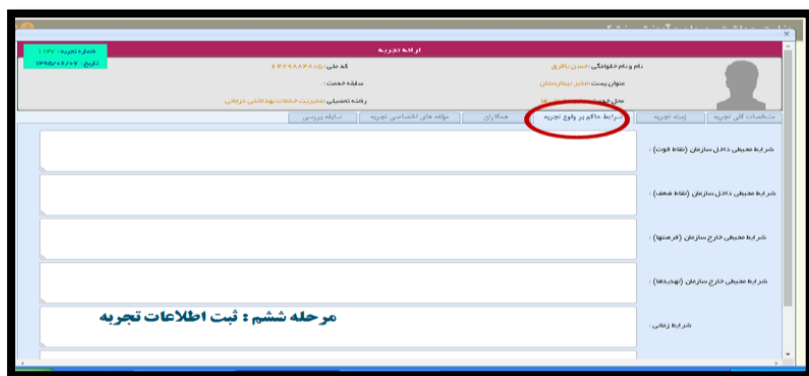 ارائه تجربه
شماره تجربه: ۱۱۲۷
تاریخ: ۱۳۹۵/۰۶/۰۷
نام و نام خانوادگی: حسن باقری
کد ملی:
عنوان پست: مدیر بیمارستان
سابقه خدمت:
محل خدمت:
رشته تحصیلی: مدیریت خدمات بهداشتی درمانی
مشخصات کلی تجربه زمینه تجربه شرایط حاکم بر وقوع تجربه همکاران مولفه های اختصاصی تجربه سابقه بررسی
شرایط محیطی داخل سازمان (نقاط قوت) :
شرایط محیطی داخل سازمان (نقاط ضعف) :
شرایط محیطی خارج سازمان (فرصتها) :
شرایط محیطی خارج سازمان (تهدیدها) :
شرایط زمانی :
مرحله ششم : ثبت اطلاعات تجربه